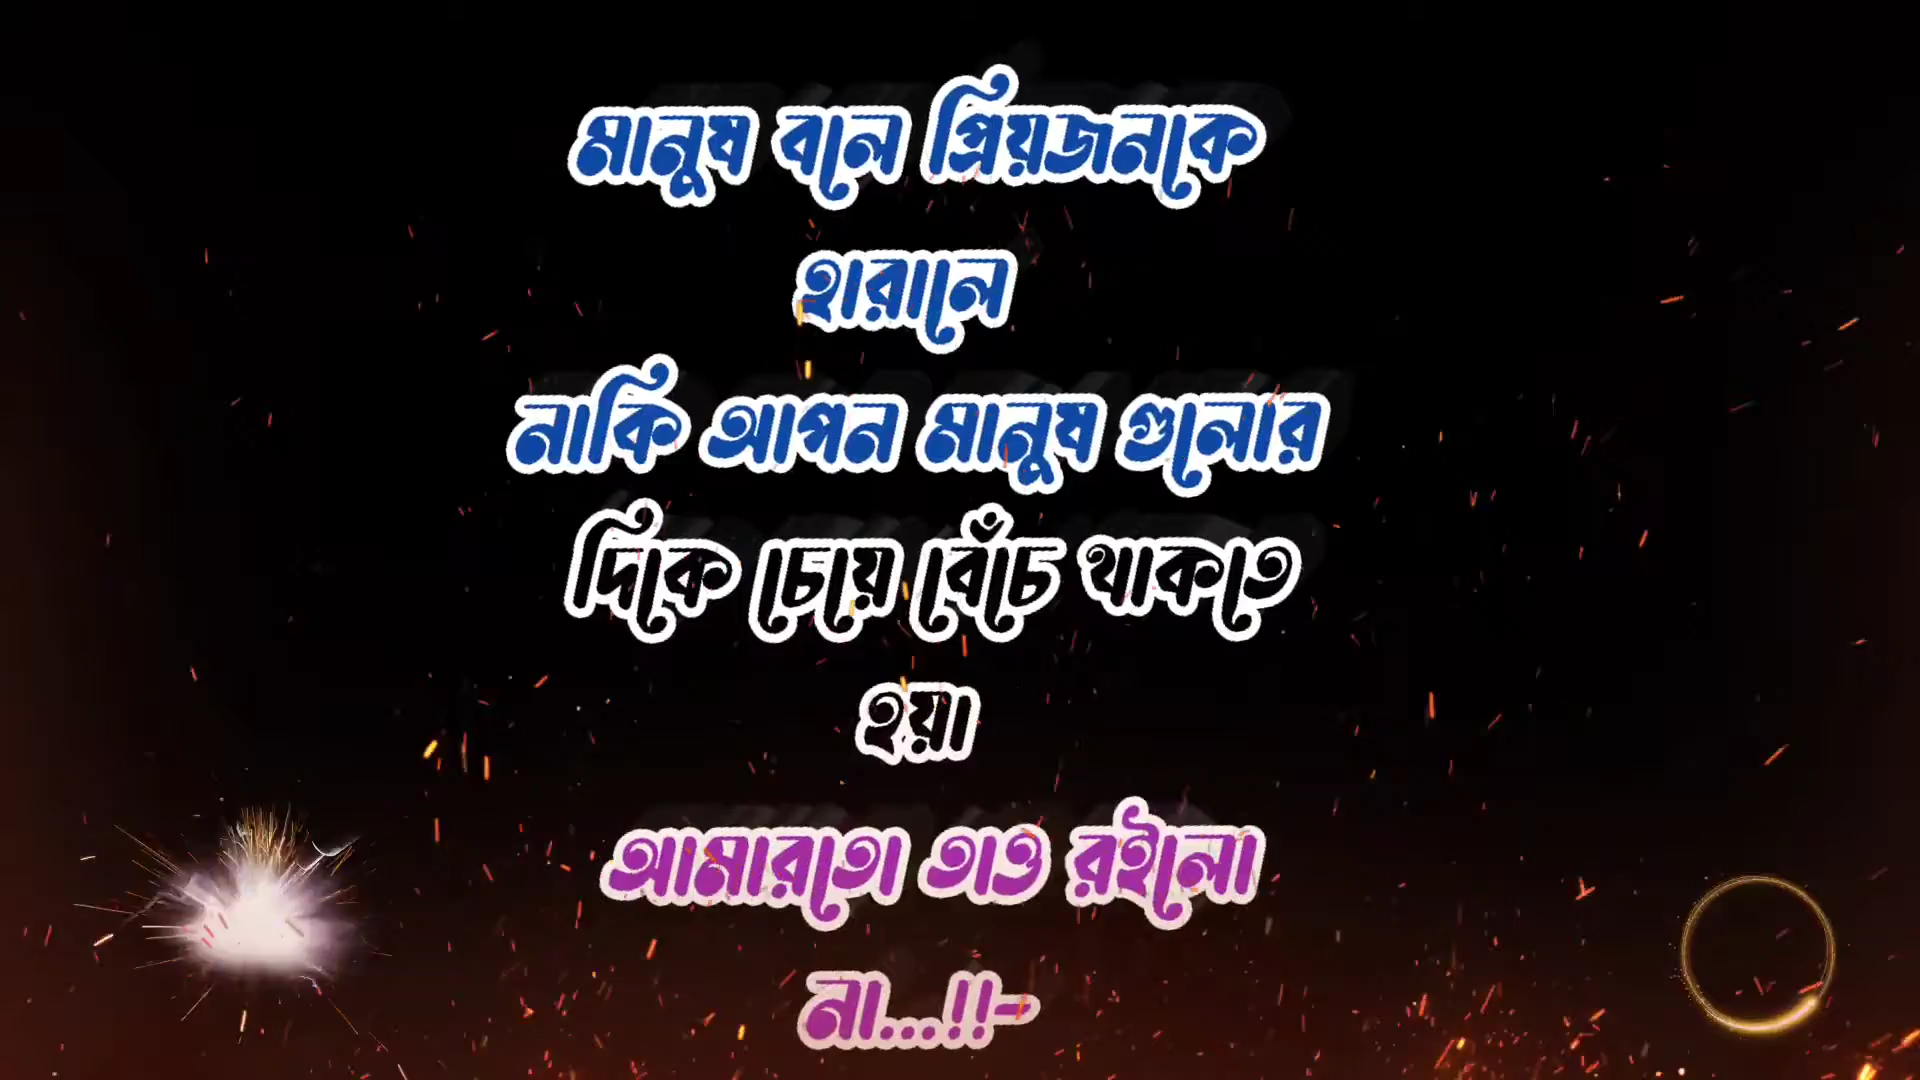 মানুষ বলে প্রিয়জনকে
হারালে
নাকি আপন মানুষ গুলোর
দিকে চেয়ে বেঁচে থাকতে
হয়।
আমারতো তাও রইলো
না...!!-